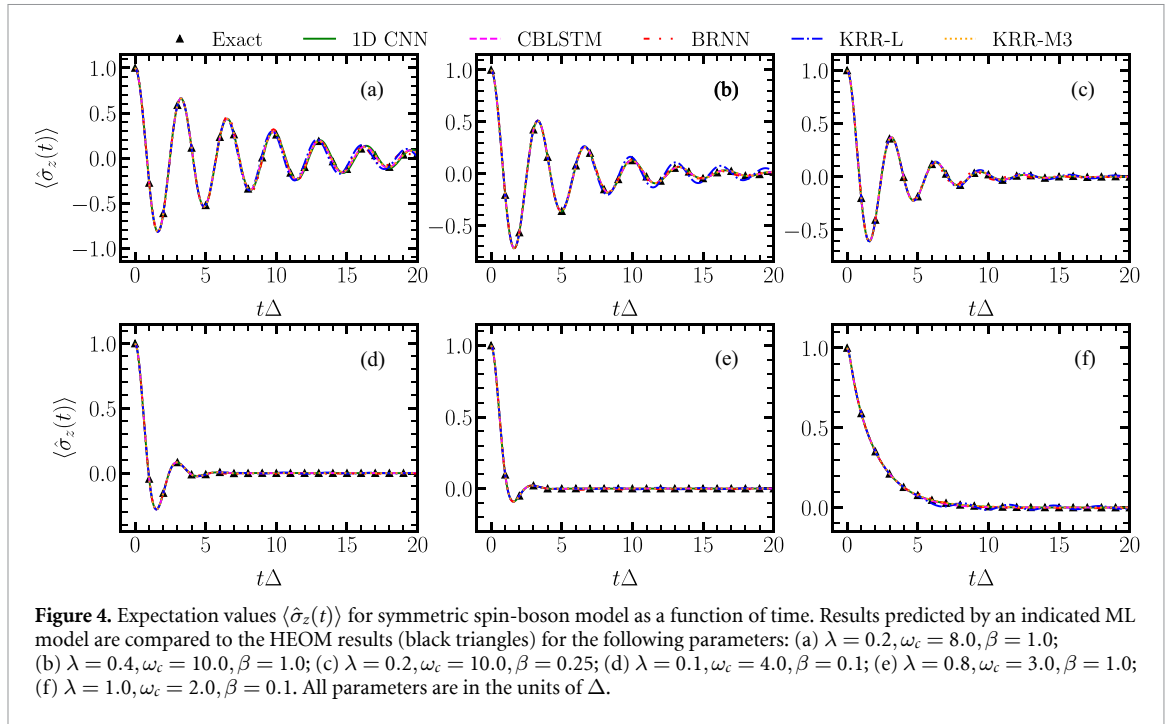 Exact 1D CNN CBLSTM BRNN KRR-L KRR-M3
(a)
1.0
0.5
0.0
−0.5
−1.0
⟨σ̂z(t)⟩
0 5 10 15 20
tΔ
(b)
1.0
0.5
0.0
−0.5
0 5 10 15 20
tΔ
(c)
1.0
0.5
0.0
−0.5
0 5 10 15 20
tΔ
(d)
1.0
0.5
0.0
⟨σ̂z(t)⟩
0 5 10 15 20
tΔ
(e)
1.0
0.5
0.0
0 5 10 15 20
tΔ
(f)
1.0
0.5
0.0
0 5 10 15 20
tΔ
Figure 4. Expectation values ⟨σ̂z(t)⟩ for symmetric spin-boson model as a function of time. Results predicted by an indicated ML
model are compared to the HEOM results (black triangles) for the following parameters: (a) λ = 0.2, ωc = 8.0, β = 1.0;
(b) λ = 0.4, ωc = 10.0, β = 1.0; (c) λ = 0.2, ωc = 10.0, β = 0.25; (d) λ = 0.1, ωc = 4.0, β = 0.1; (e) λ = 0.8, ωc = 3.0, β = 1.0;
(f) λ = 1.0, ωc = 2.0, β = 0.1. All parameters are in the units of Δ.